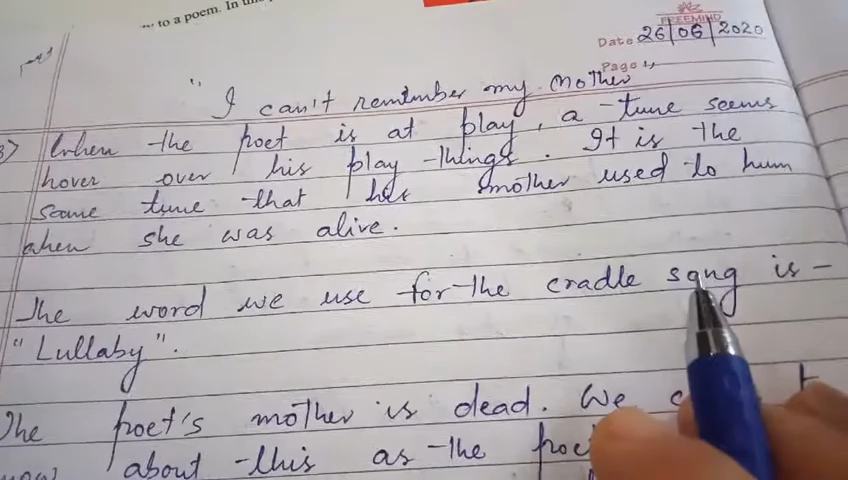 to a poem. In
FREEMIND
Date 26/06/2020
Page
"I can't remember my mother"
3) When the poet is at play, a tune seems
hover over his play-things. It is the
same tune that his mother used to hum
when she was alive.
The word we use for the cradle song is -
"Lullaby".
The poet's mother is dead. We
about this as the